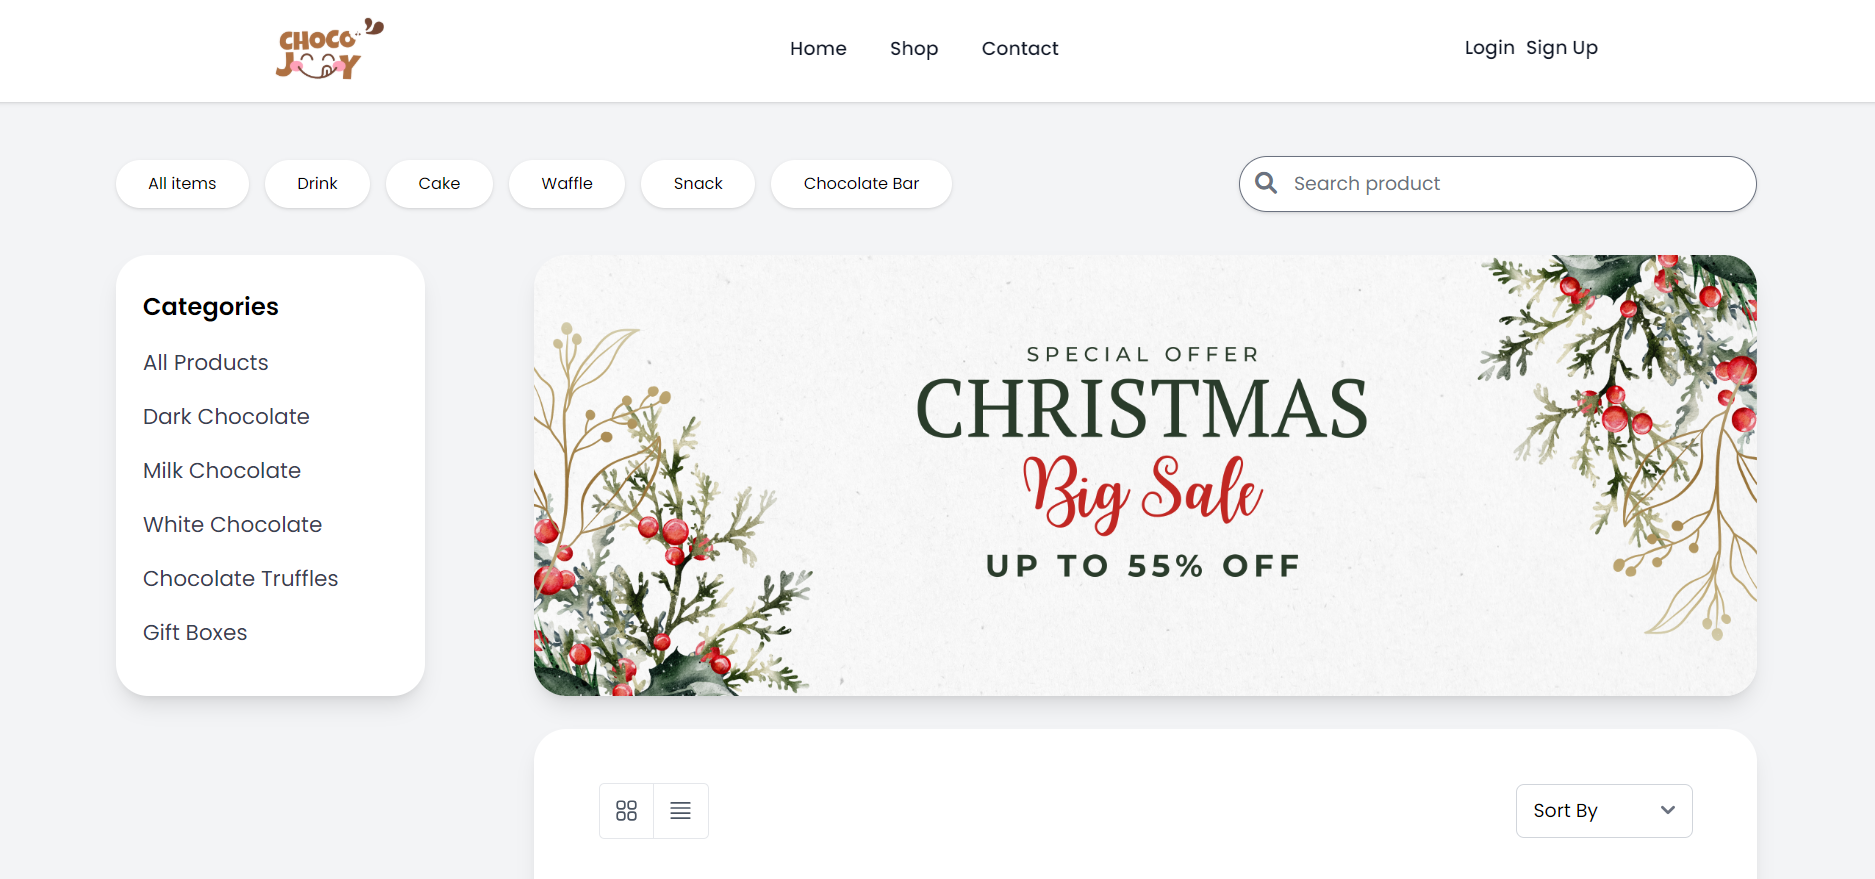 CHOCO
JOOY
Home Shop Contact
Login Sign Up
All items Drink Cake Waffle Snack Chocolate Bar
Search product
Categories
All Products
Dark Chocolate
Milk Chocolate
White Chocolate
Chocolate Truffles
Gift Boxes
SPECIAL OFFER
CHRISTMAS
Big Sale
UP TO 55% OFF
Sort By